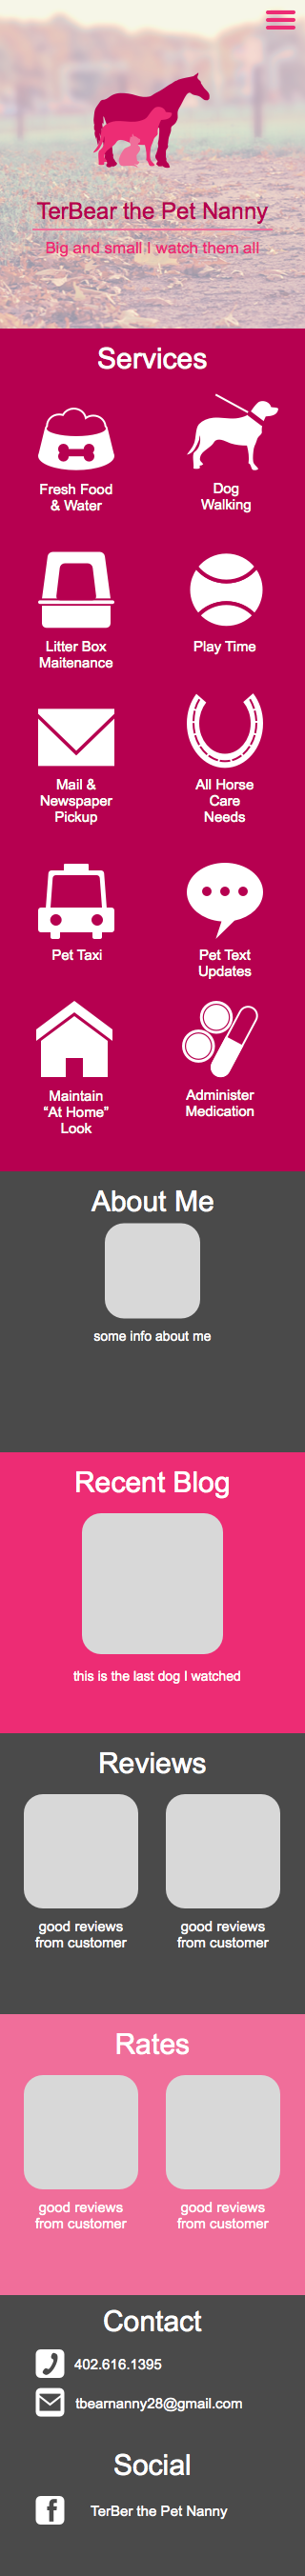 TerBear the Pet Nanny
Big and small I watch them all
Services
Fresh Food
& Water
Dog
Walking
Litter Box
Maitenance
Play Time
Mail &
Newspaper
Pickup
All Horse
Care
Needs
Pet Taxi
Pet Text
Updates
Maintain
“At Home”
Look
Administer
Medication
About Me
some info about me
Recent Blog
this is the last dog I watched
Reviews
good reviews
from customer
good reviews
from customer
Rates
good reviews
from customer
good reviews
from customer
Contact
402.616.1395
tbearnanny28@gmail.com
Social
TerBer the Pet Nanny